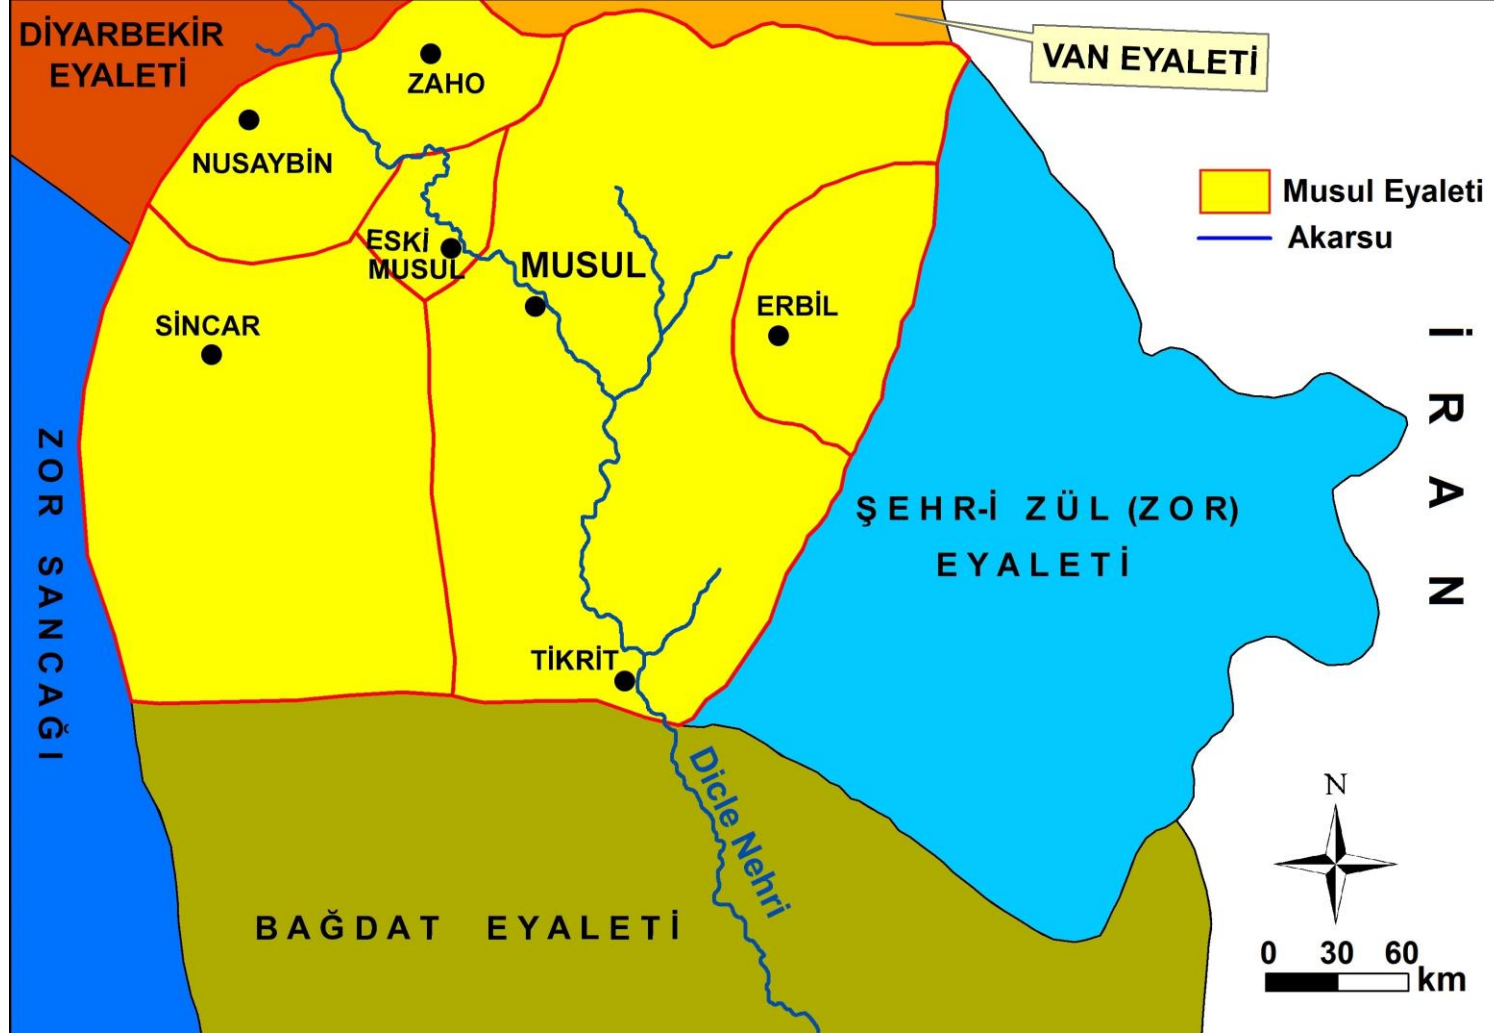 DİYARBEKİR
EYALETİ
ZAHO
VAN EYALETİ
NUSAYBİN
Musul Eyaleti
Akarsu
ESKİ
MUSUL
MUSUL
SİNCAR
ERBİL
İRAN
ZOR SANCAĞI
ŞEHR-İ ZÜL (ZOR)
EYALETİ
TİKRİT
Dicle Nehri
N
BAĞDAT EYALETİ
0 30 60
km